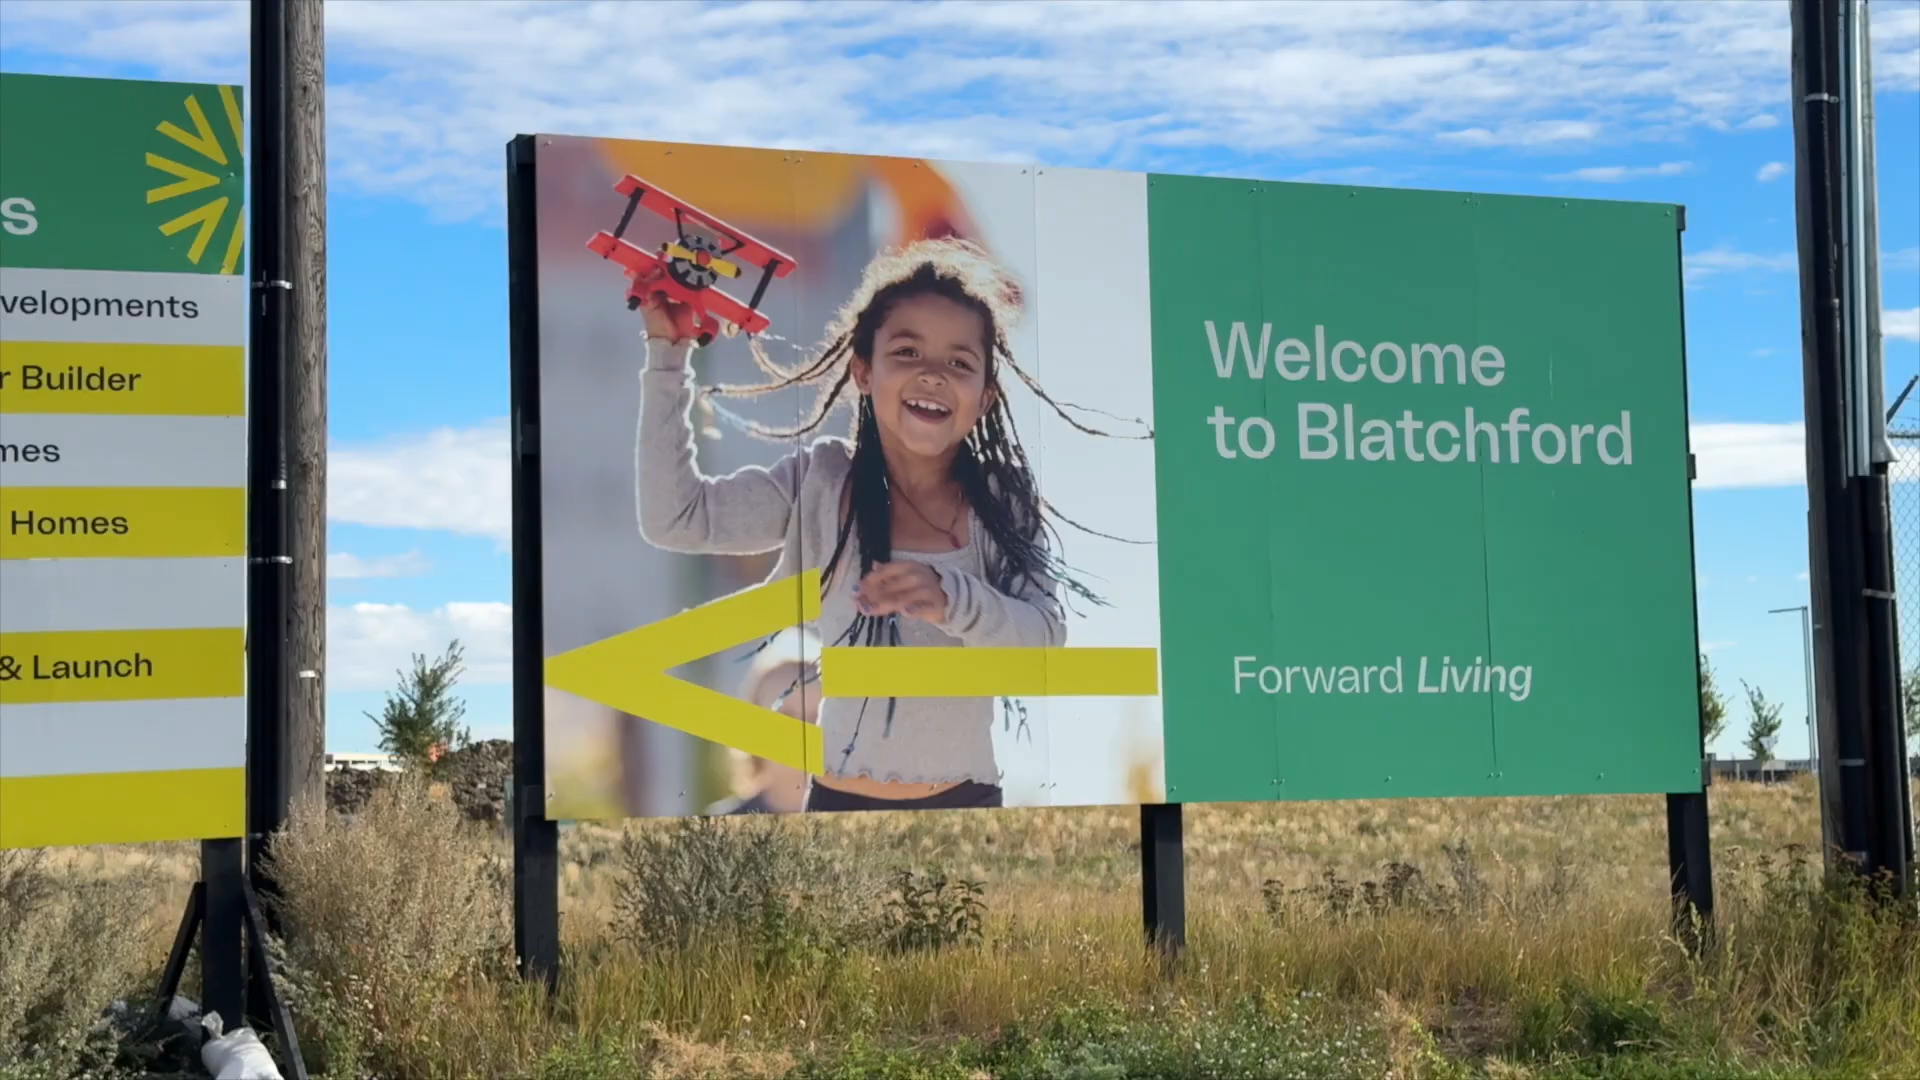 s
velopments
r Builder
mes
Homes
& Launch
Welcome
to Blatchford
Forward Living